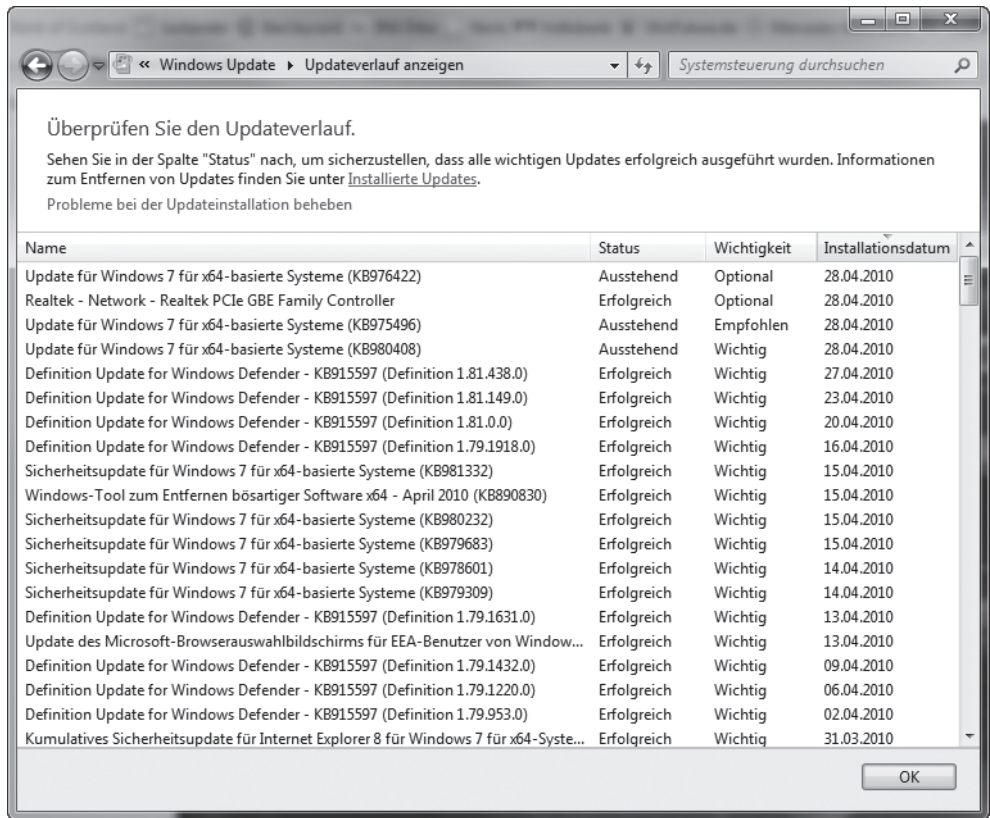 « Windows Update ▸ Updateverlauf anzeigen Systemsteuerung durchsuchen
Überprüfen Sie den Updateverlauf.
Sehen Sie in der Spalte "Status" nach, um sicherzustellen, dass alle wichtigen Updates erfolgreich ausgeführt wurden. Informationen
zum Entfernen von Updates finden Sie unter Installierte Updates.
Probleme bei der Updateinstallation beheben
Name Status Wichtigkeit Installationsdatum
Update für Windows 7 für x64-basierte Systeme (KB976422) Ausstehend Optional 28.04.2010
Realtek - Network - Realtek PCIe GBE Family Controller Erfolgreich Optional 28.04.2010
Update für Windows 7 für x64-basierte Systeme (KB975496) Ausstehend Empfohlen 28.04.2010
Update für Windows 7 für x64-basierte Systeme (KB980408) Ausstehend Wichtig 28.04.2010
Definition Update for Windows Defender - KB915597 (Definition 1.81.438.0) Erfolgreich Wichtig 27.04.2010
Definition Update for Windows Defender - KB915597 (Definition 1.81.149.0) Erfolgreich Wichtig 23.04.2010
Definition Update for Windows Defender - KB915597 (Definition 1.81.0.0) Erfolgreich Wichtig 20.04.2010
Definition Update for Windows Defender - KB915597 (Definition 1.79.1918.0) Erfolgreich Wichtig 16.04.2010
Sicherheitsupdate für Windows 7 für x64-basierte Systeme (KB981332) Erfolgreich Wichtig 15.04.2010
Windows-Tool zum Entfernen bösartiger Software x64 - April 2010 (KB890830) Erfolgreich Wichtig 15.04.2010
Sicherheitsupdate für Windows 7 für x64-basierte Systeme (KB980232) Erfolgreich Wichtig 15.04.2010
Sicherheitsupdate für Windows 7 für x64-basierte Systeme (KB979683) Erfolgreich Wichtig 15.04.2010
Sicherheitsupdate für Windows 7 für x64-basierte Systeme (KB978601) Erfolgreich Wichtig 14.04.2010
Sicherheitsupdate für Windows 7 für x64-basierte Systeme (KB979309) Erfolgreich Wichtig 14.04.2010
Definition Update for Windows Defender - KB915597 (Definition 1.79.1631.0) Erfolgreich Wichtig 13.04.2010
Update des Microsoft-Browserauswahlbildschirms für EEA-Benutzer von Window... Erfolgreich Wichtig 13.04.2010
Definition Update for Windows Defender - KB915597 (Definition 1.79.1432.0) Erfolgreich Wichtig 09.04.2010
Definition Update for Windows Defender - KB915597 (Definition 1.79.1220.0) Erfolgreich Wichtig 06.04.2010
Definition Update for Windows Defender - KB915597 (Definition 1.79.953.0) Erfolgreich Wichtig 02.04.2010
Kumulatives Sicherheitsupdate für Internet Explorer 8 für Windows 7 für x64-Syste... Erfolgreich Wichtig 31.03.2010
OK